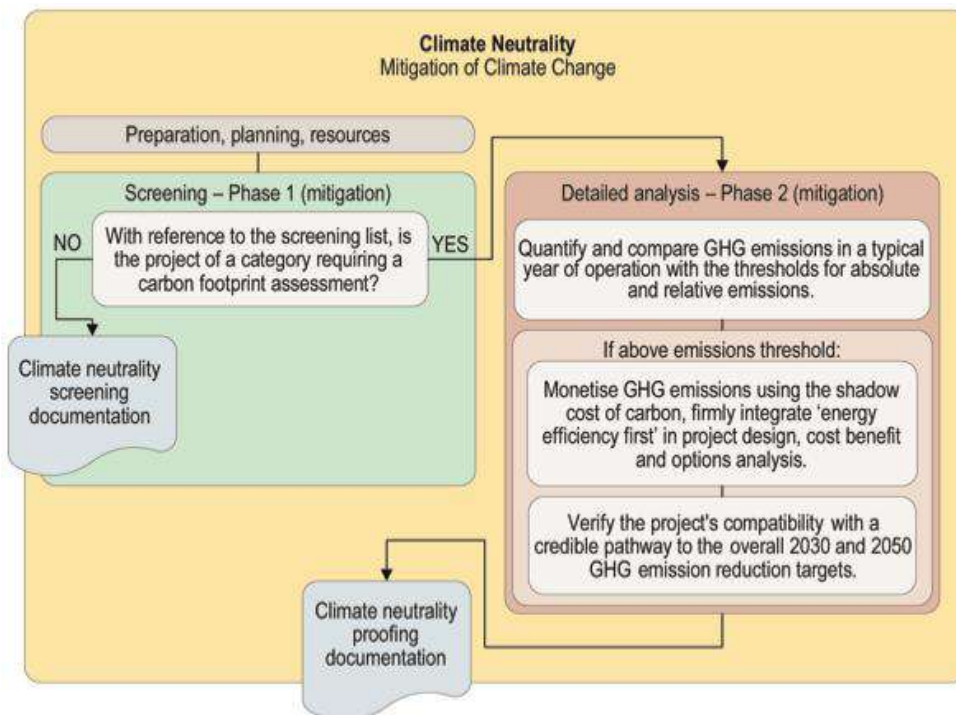 Climate Neutrality
Mitigation of Climate Change
Preparation, planning, resources
Screening – Phase 1 (mitigation)
NO
With reference to the screening list, is
the project of a category requiring a
carbon footprint assessment?
YES
Climate neutrality
screening
documentation
Detailed analysis – Phase 2 (mitigation)
Quantify and compare GHG emissions in a typical
year of operation with the thresholds for absolute
and relative emissions.
If above emissions threshold:
Monetise GHG emissions using the shadow
cost of carbon, firmly integrate ‘energy
efficiency first’ in project design, cost benefit
and options analysis.
Verify the project's compatibility with a
credible pathway to the overall 2030 and 2050
GHG emission reduction targets.
Climate neutrality
proofing
documentation